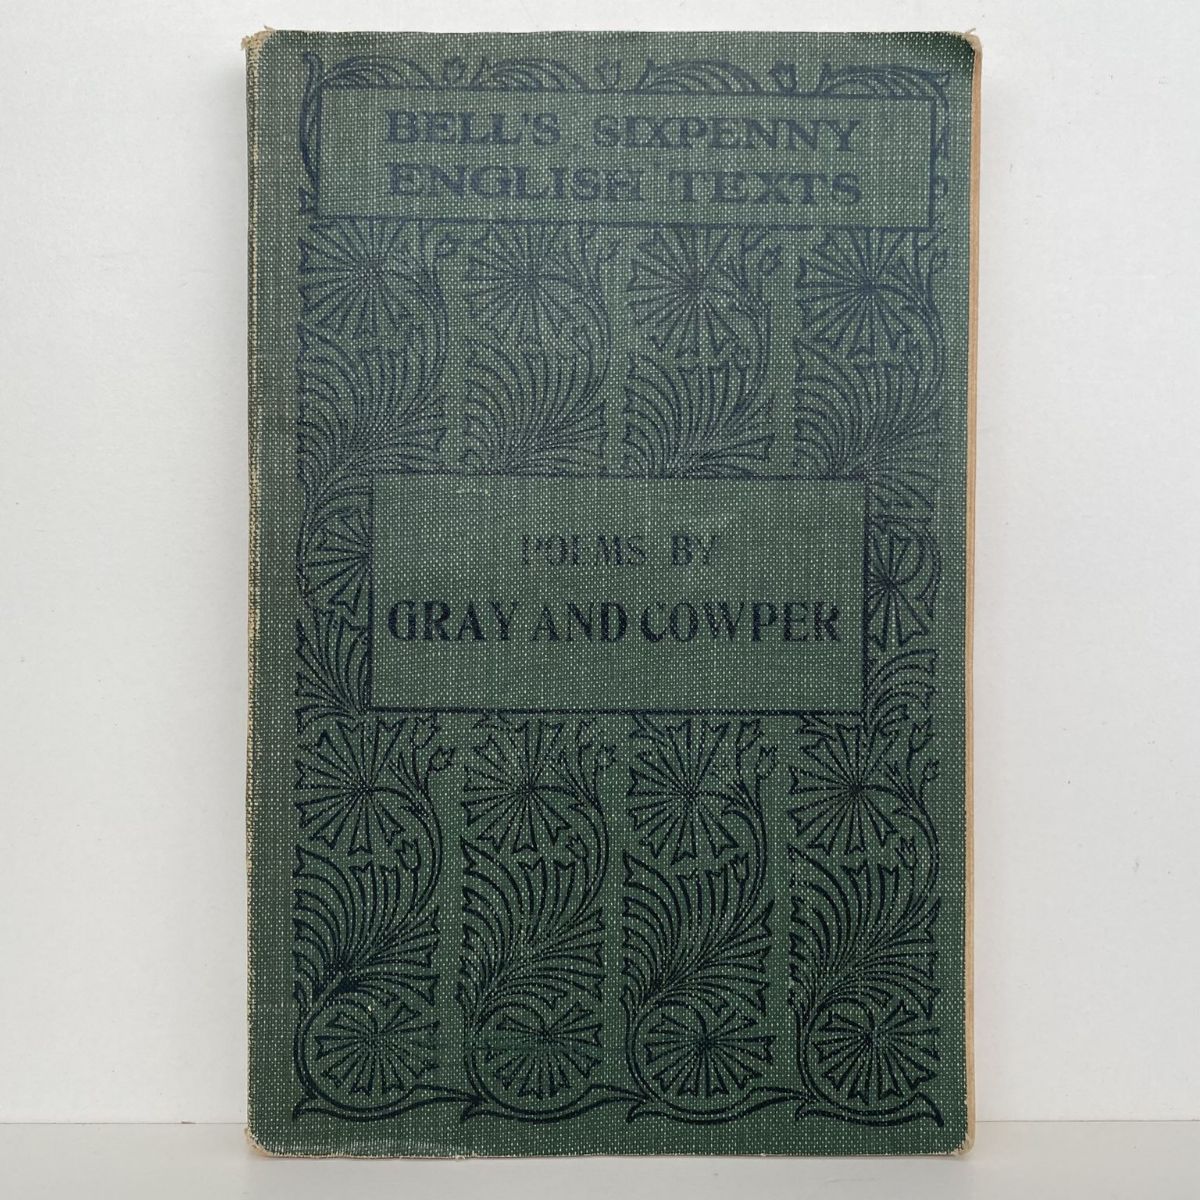 BELL'S SIXPENNY
ENGLISH TEXTS
POEMS BY
GRAY AND COWPER